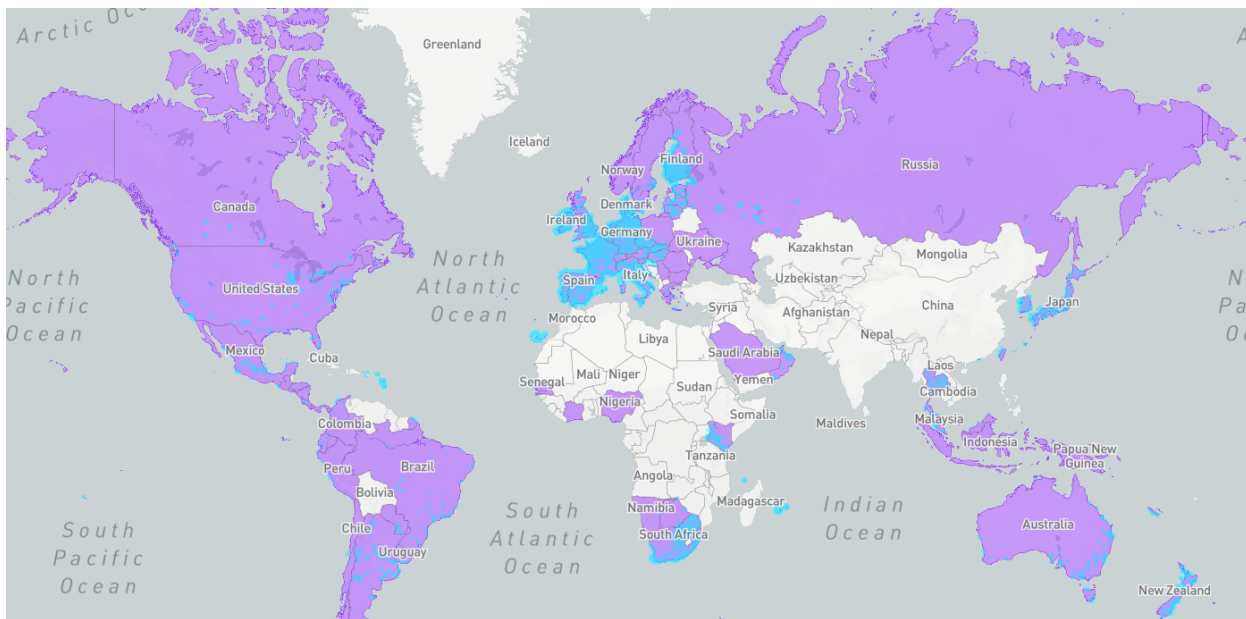 Arctic Oc
Greenland
Iceland
Finland
Norway
Russia
Canada
Denmark
Ireland
Germany
Ukraine
Kazakhstan
Mongolia
North
Pacific
Ocean
North
Atlantic
Ocean
United States
Spain
Italy
Uzbekistan
China
Japan
Syria
Afghanistan
Morocco
Libya
Nepal
Mexico
Cuba
Saudi Arabia
Laos
Senegal
Mali
Niger
Sudan
Yemen
Cambodia
Nigeria
Somalia
Malaysia
Colombia
Maldives
Indonesia
Tanzania
Papua New
Guinea
Peru
Brazil
Angola
Bolivia
Madagascar
Indian
Ocean
South
Pacific
Ocean
South
Atlantic
Ocean
Namibia
Chile
South Africa
Australia
Uruguay
New Zealand